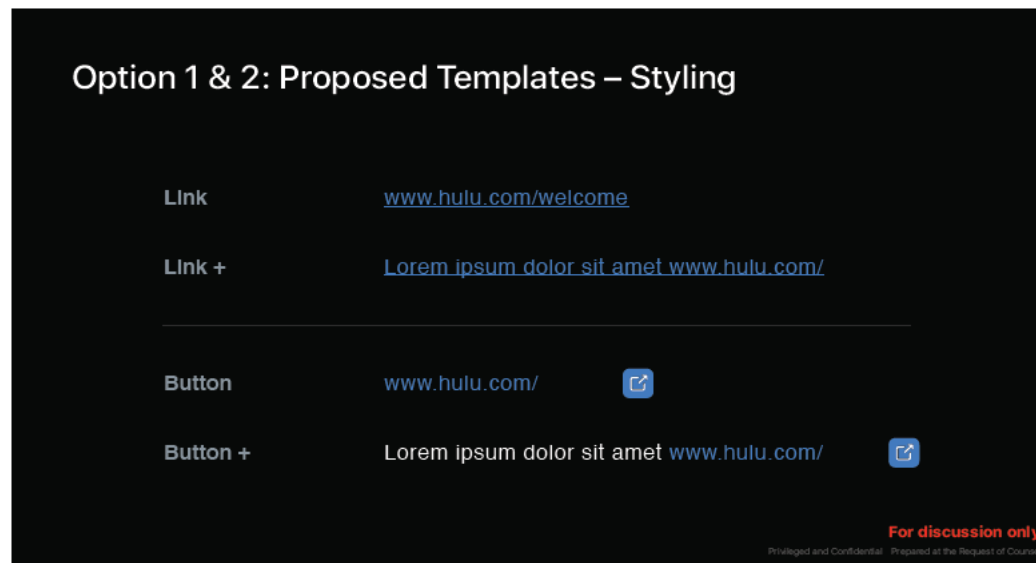 Option 1 & 2: Proposed Templates – Styling
Link www.hulu.com/welcome
Link + Lorem ipsum dolor sit amet www.hulu.com/
Button www.hulu.com/
Button + Lorem ipsum dolor sit amet www.hulu.com/
For discussion only
Privileged and Confidential Prepared at the Request of